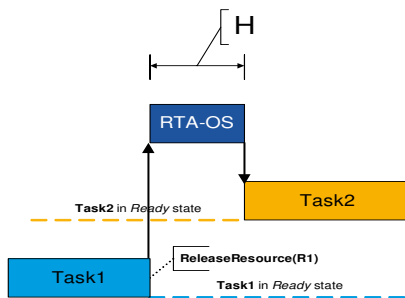 H
RTA-OS
Task2 in Ready state
Task2
ReleaseResource(R1)
Task1
Task1 in Ready state